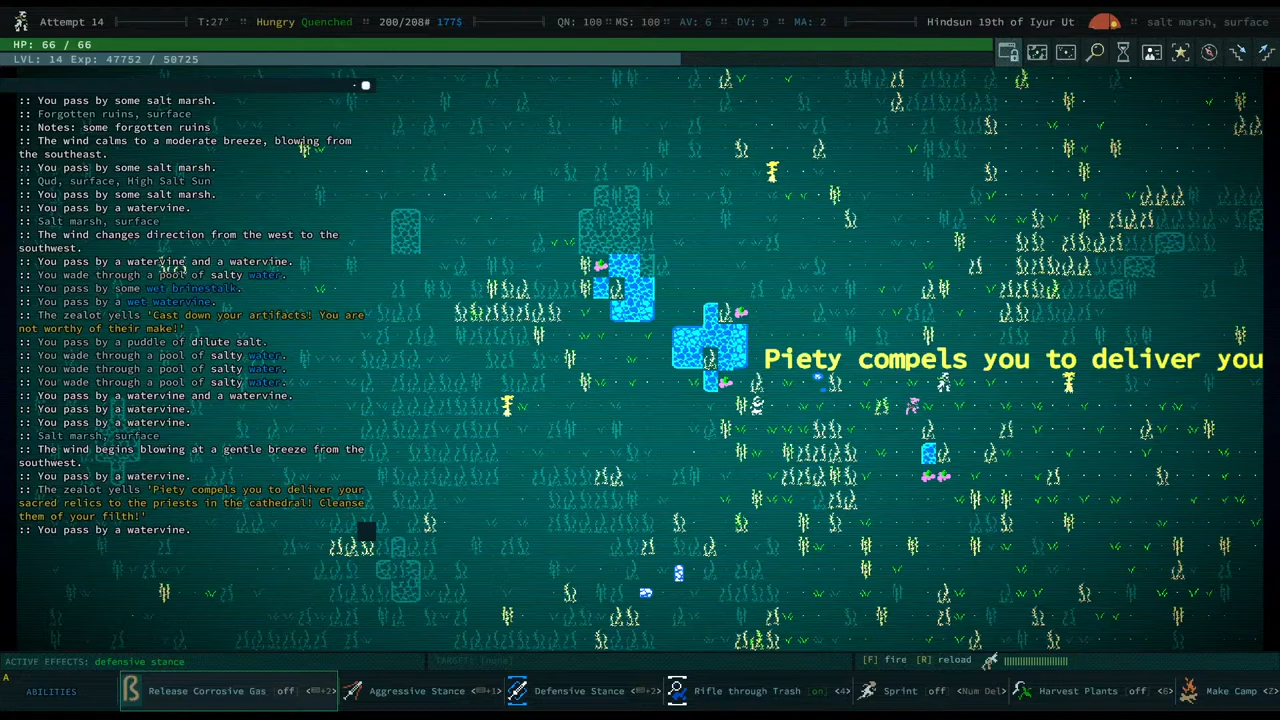 Attempt 14 T:27° Hungry Quenched :: 200/208# 177$ QN: 100 :: MS: 100 :: AV: 6 :: DV: 9 :: MA: 2 Hindsun 19th of Iyur Ut :: salt marsh, surface
HP: 66 / 66
LVL: 14 Exp: 47752 / 50725
:: You pass by some salt marsh.
:: Forgotten ruins, surface
:: Notes: some forgotten ruins
:: The wind calms to a moderate breeze, blowing from
the southeast.
:: You pass by some salt marsh.
:: Qud, surface, High Salt Sun
:: You pass by some salt marsh.
:: You pass by a watervine.
:: Salt marsh, surface
:: The wind changes direction from the west to the
southwest.
:: You pass by a watervine and a watervine.
:: You wade through a pool of salty water.
:: You pass by some wet brinestalk.
:: You pass by a wet watervine.
:: The zealot yells 'Cast down your artifacts! You are
not worthy of their make!'
:: You pass by a puddle of dilute salt.
:: You wade through a pool of salty water.
:: You wade through a pool of salty water.
:: You wade through a pool of salty water.
:: You pass by a watervine and a watervine.
:: You pass by a watervine.
:: You pass by a watervine.
:: Salt marsh, surface
:: The wind begins blowing at a gentle breeze from the
southwest.
:: You pass by a watervine.
:: The zealot yells 'Piety compels you to deliver your
sacred relics to the priests in the cathedral! Cleanse
them of your filth!'
:: You pass by a watervine.
Piety compels you to deliver you
ACTIVE EFFECTS: defensive stance TARGET: [none] [F] fire [R] reload
A
ABILITIES Release Corrosive Gas off Aggressive Stance Defensive Stance Rifle through Trash [on] <4> Sprint [off] <Num Del> Harvest Plants [off] <6> Make Camp <Z>